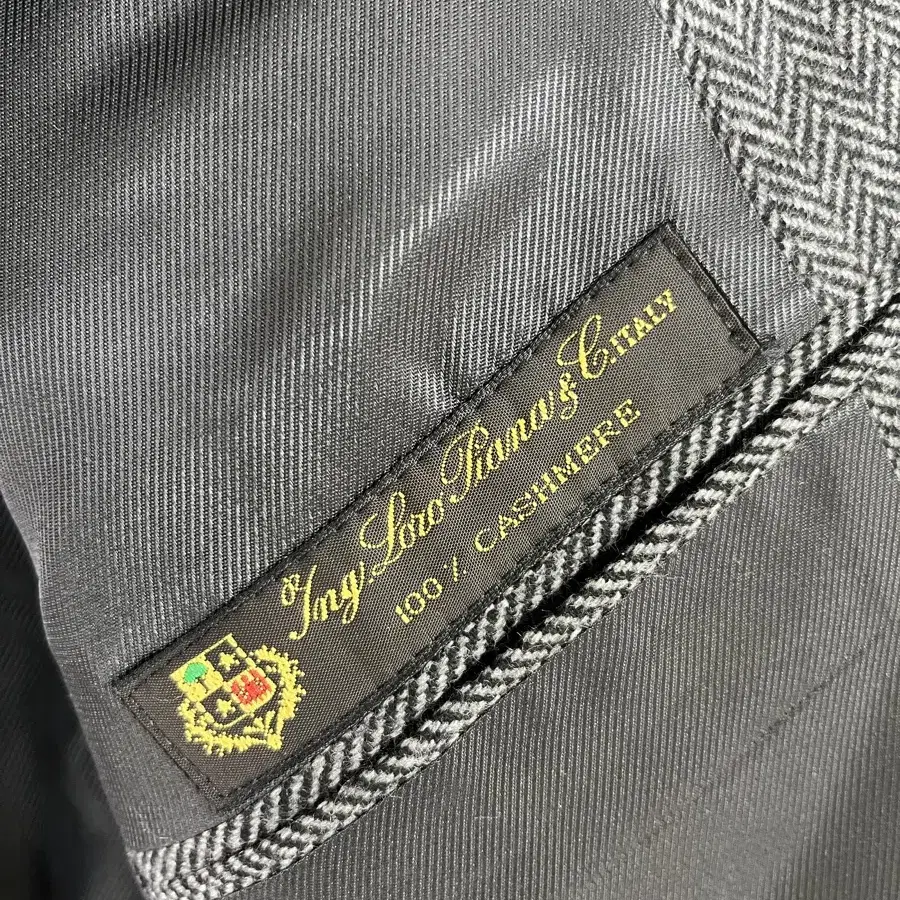 Ing. Loro Piana & C. ITALY
100% CASHMERE